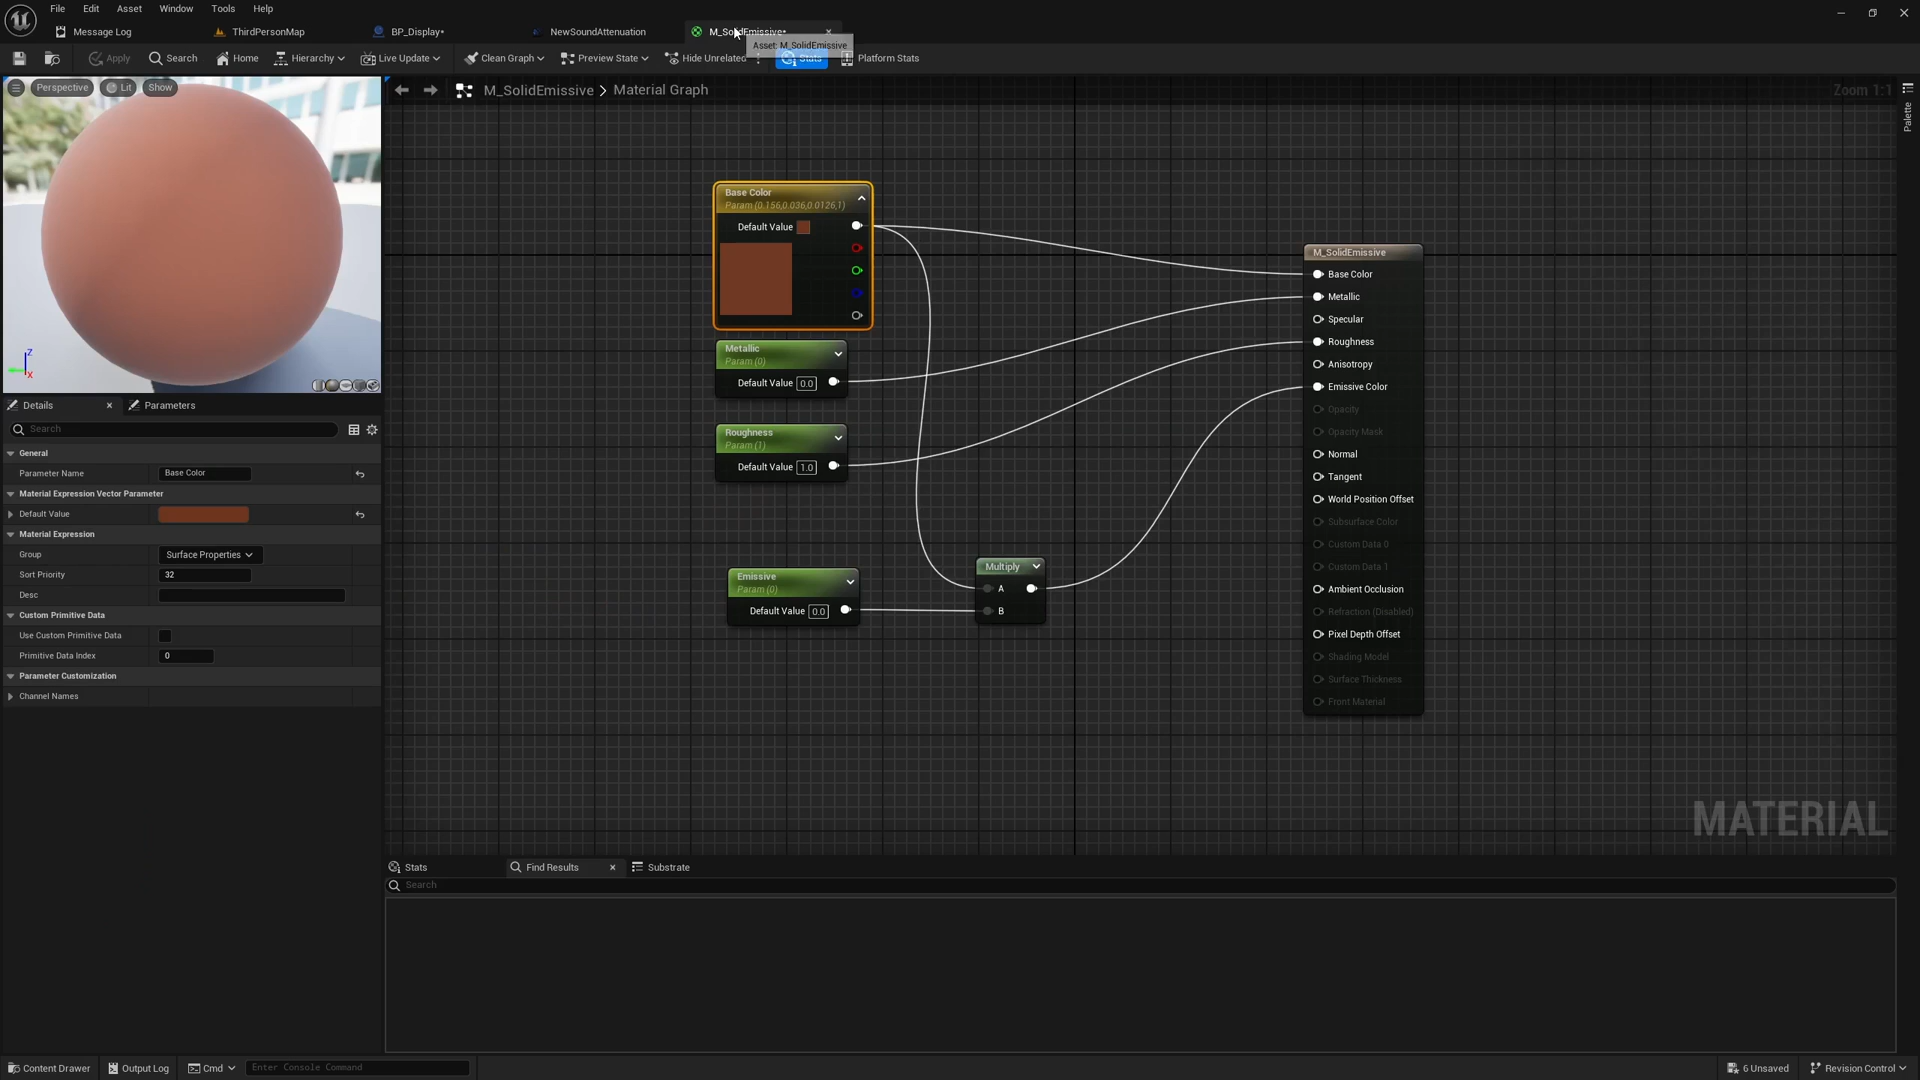 File Edit Asset Window Tools Help
Message Log ThirdPersonMap BP_Display• NewSoundAttenuation M_SolidEmissive•
Asset: M_SolidEmissive
Apply Search Home Hierarchy Live Update Clean Graph Preview State Hide Unrelated Stats Platform Stats
Perspective Lit Show
M_SolidEmissive > Material Graph
Zoom 1:1
Palette
Base Color
Param (0.156,0.036,0.0126,1)
Default Value
Metallic
Param (0)
Default Value 0.0
Roughness
Param (1)
Default Value 1.0
Emissive
Param (0)
Default Value 0.0
Multiply
A
B
M_SolidEmissive
Base Color
Metallic
Specular
Roughness
Anisotropy
Emissive Color
Opacity
Opacity Mask
Normal
Tangent
World Position Offset
Subsurface Color
Custom Data 0
Custom Data 1
Ambient Occlusion
Refraction (Disabled)
Pixel Depth Offset
Shading Model
Surface Thickness
Front Material
MATERIAL
Z
X
Details Parameters
Search
General
Parameter Name Base Color
Material Expression Vector Parameter
Default Value
Material Expression
Group Surface Properties
Sort Priority 32
Desc
Custom Primitive Data
Use Custom Primitive Data
Primitive Data Index 0
Parameter Customization
Channel Names
Stats Find Results Substrate
Search
Content Drawer Output Log Cmd Enter Console Command 6 Unsaved Revision Control